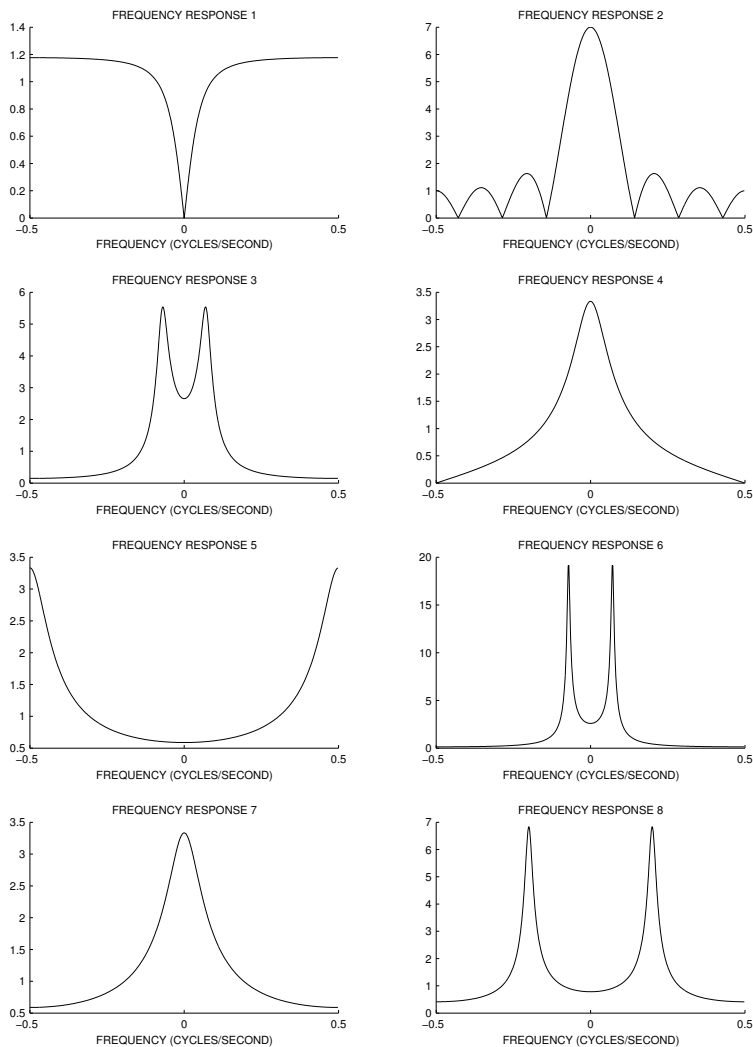 FREQUENCY RESPONSE 1
1.4
1.2
1
0.8
0.6
0.4
0.2
0
−0.5 0 0.5
FREQUENCY (CYCLES/SECOND)
FREQUENCY RESPONSE 2
7
6
5
4
3
2
1
0
−0.5 0 0.5
FREQUENCY (CYCLES/SECOND)
FREQUENCY RESPONSE 3
6
5
4
3
2
1
0
−0.5 0 0.5
FREQUENCY (CYCLES/SECOND)
FREQUENCY RESPONSE 4
3.5
3
2.5
2
1.5
1
0.5
0
−0.5 0 0.5
FREQUENCY (CYCLES/SECOND)
FREQUENCY RESPONSE 5
3.5
3
2.5
2
1.5
1
0.5
−0.5 0 0.5
FREQUENCY (CYCLES/SECOND)
FREQUENCY RESPONSE 6
20
15
10
5
0
−0.5 0 0.5
FREQUENCY (CYCLES/SECOND)
FREQUENCY RESPONSE 7
3.5
3
2.5
2
1.5
1
0.5
−0.5 0 0.5
FREQUENCY (CYCLES/SECOND)
FREQUENCY RESPONSE 8
7
6
5
4
3
2
1
0
−0.5 0 0.5
FREQUENCY (CYCLES/SECOND)